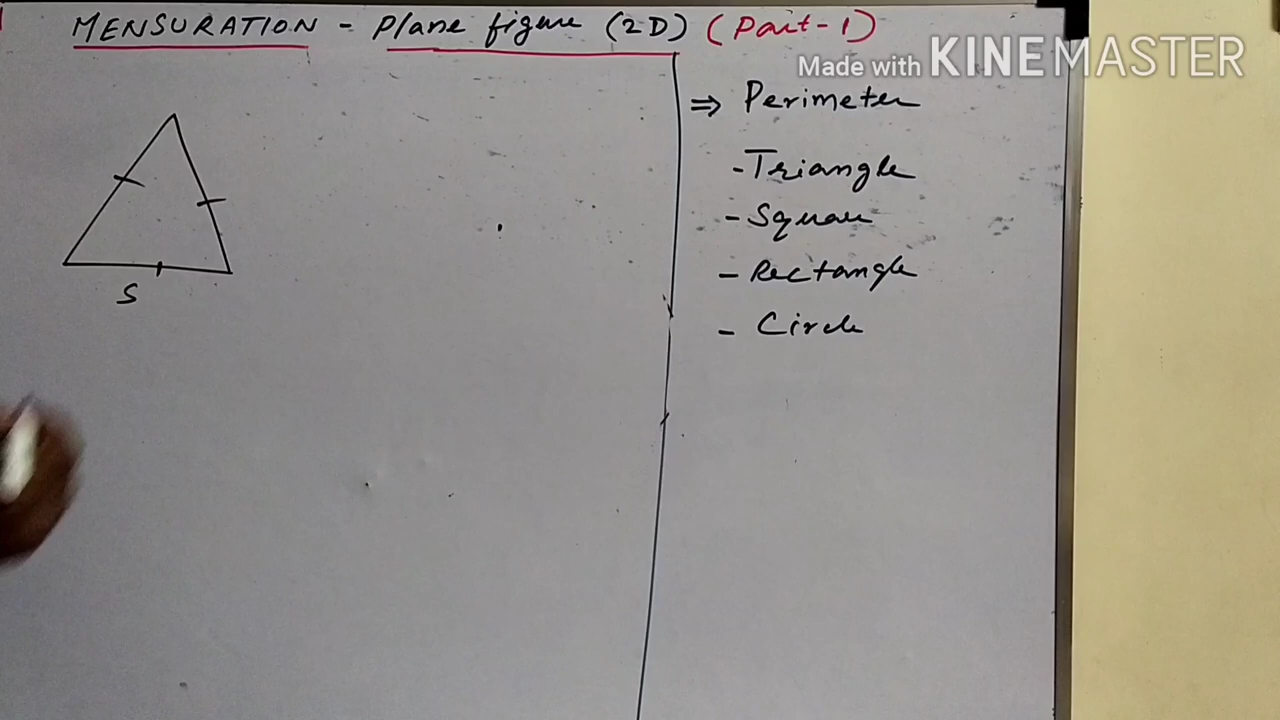 MENSURATION - Plane figure (2D) (Part-1)
Made with KINEMASTER
⇒ Perimeter
- Triangle
- Square
- Rectangle
- Circle
S